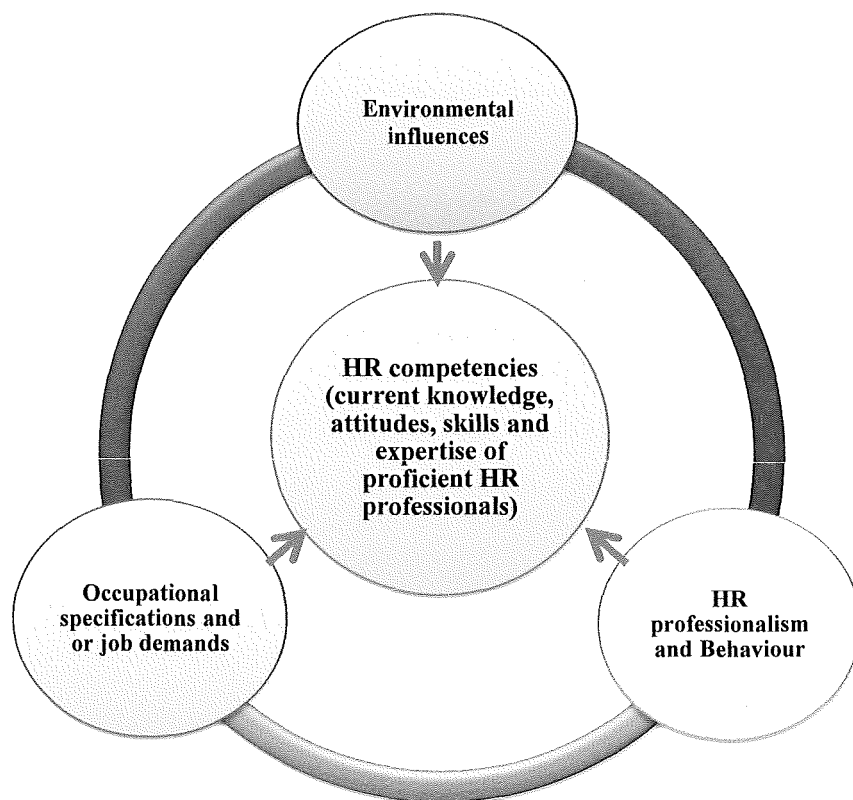 Environmental
influences
HR competencies
(current knowledge,
attitudes, skills and
expertise of
proficient HR
professionals)
Occupational
specifications and
or job demands
HR
professionalism
and Behaviour